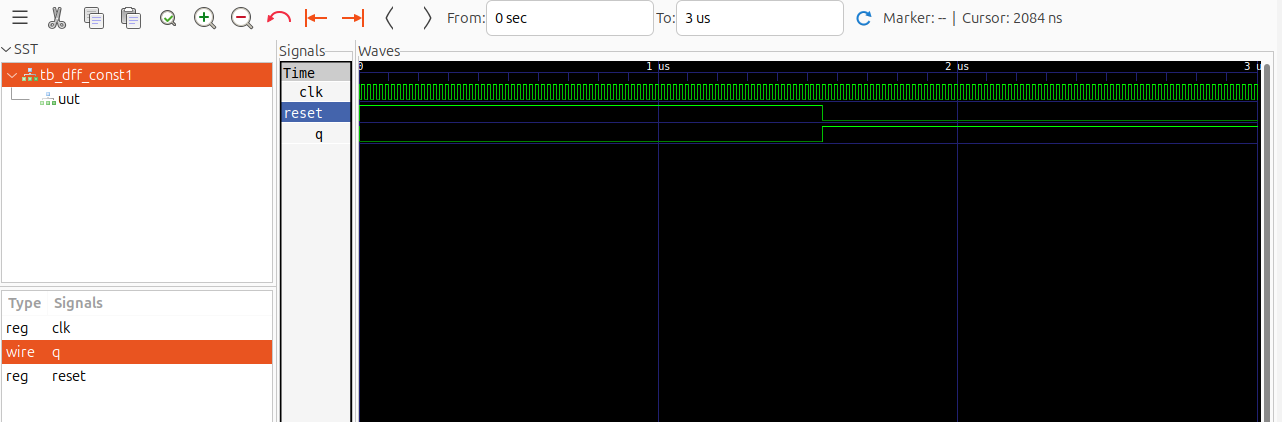 From: 0 sec To: 3 us Marker: -- | Cursor: 2084 ns
SST
tb_dff_const1
uut
Type Signals
reg clk
wire q
reg reset
Signals
Time
clk
reset
q
Waves
0 1 us 2 us 3 u